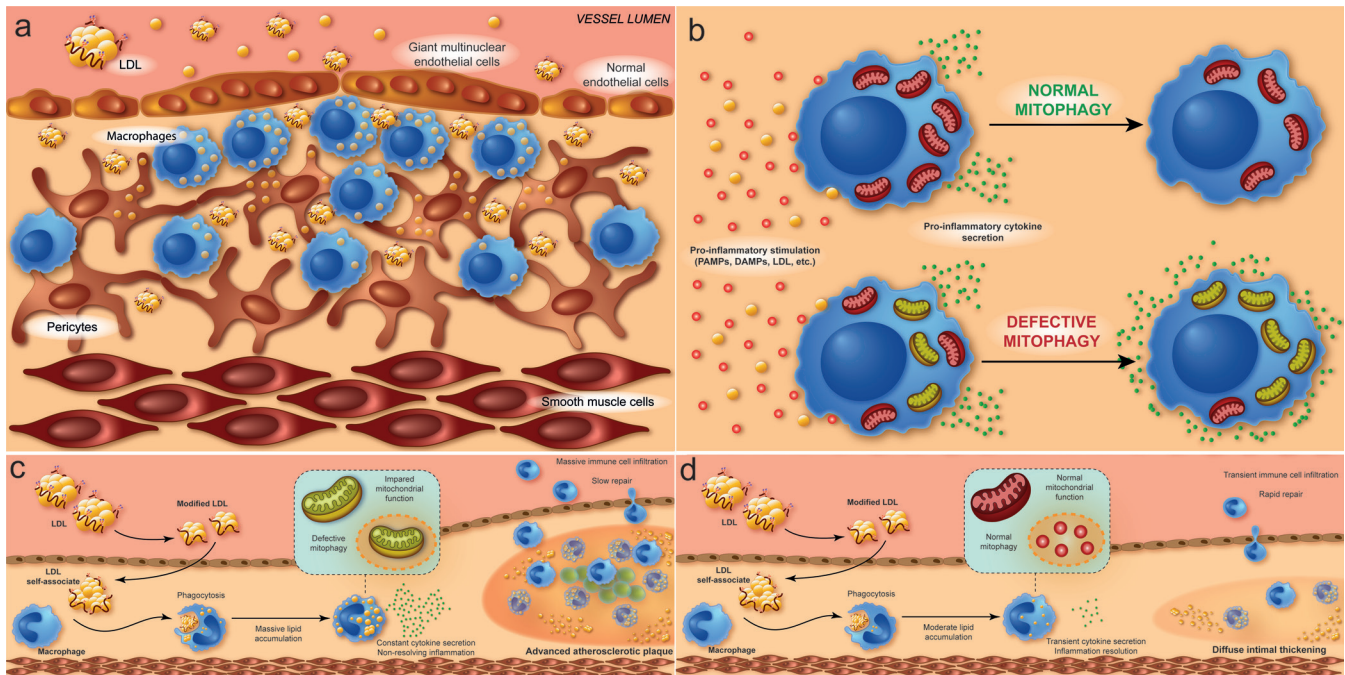 a
VESSEL LUMEN
LDL
Giant multinuclear
endothelial cells
Normal
endothelial cells
Macrophages
Pericytes
Smooth muscle cells
b
NORMAL
MITOPHAGY
Pro-inflammatory cytokine
secretion
Pro-inflammatory stimulation
(PAMPs, DAMPs, LDL, etc.)
DEFECTIVE
MITOPHAGY
c
LDL
Modified LDL
LDL
self-associate
Macrophage
Phagocytosis
Massive lipid
accumulation
Impared
mitochondrial
function
Defective
mitophagy
Constant cytokine secretion
Non-resolving inflammation
Massive immune cell infiltration
Slow repair
Advanced atherosclerotic plaque
d
LDL
Modified LDL
LDL
self-associate
Macrophage
Phagocytosis
Moderate lipid
accumulation
Normal
mitochondrial
function
Normal
mitophagy
Transient cytokine secretion
Inflammation resolution
Transient immune cell infiltration
Rapid repair
Diffuse intimal thickening